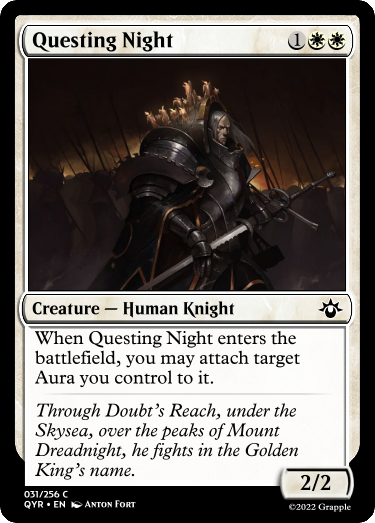 Questing Night 1
Creature — Human Knight
When Questing Night enters the
battlefield, you may attach target
Aura you control to it.
Through Doubt's Reach, under the
Skysea, over the peaks of Mount
Dreadnight, he fights in the Golden
King's name.
2/2
031/256 C
QYR • EN Anton Fort
©2022 Grapple